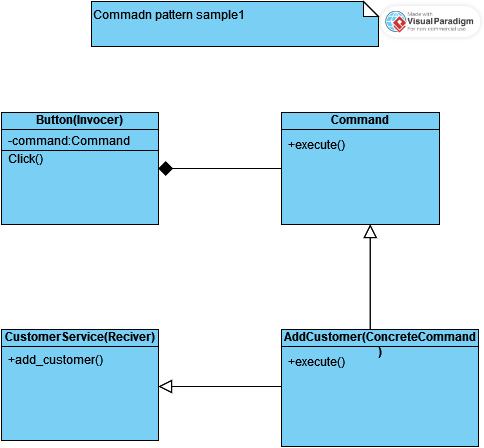 Commadn pattern sample1
Made with
Visual Paradigm
For non-commercial use
Button(Invocer)
-command:Command
Click()
Command
+execute()
CustomerService(Reciver)
+add_customer()
AddCustomer(ConcreteCommand
)
+execute()